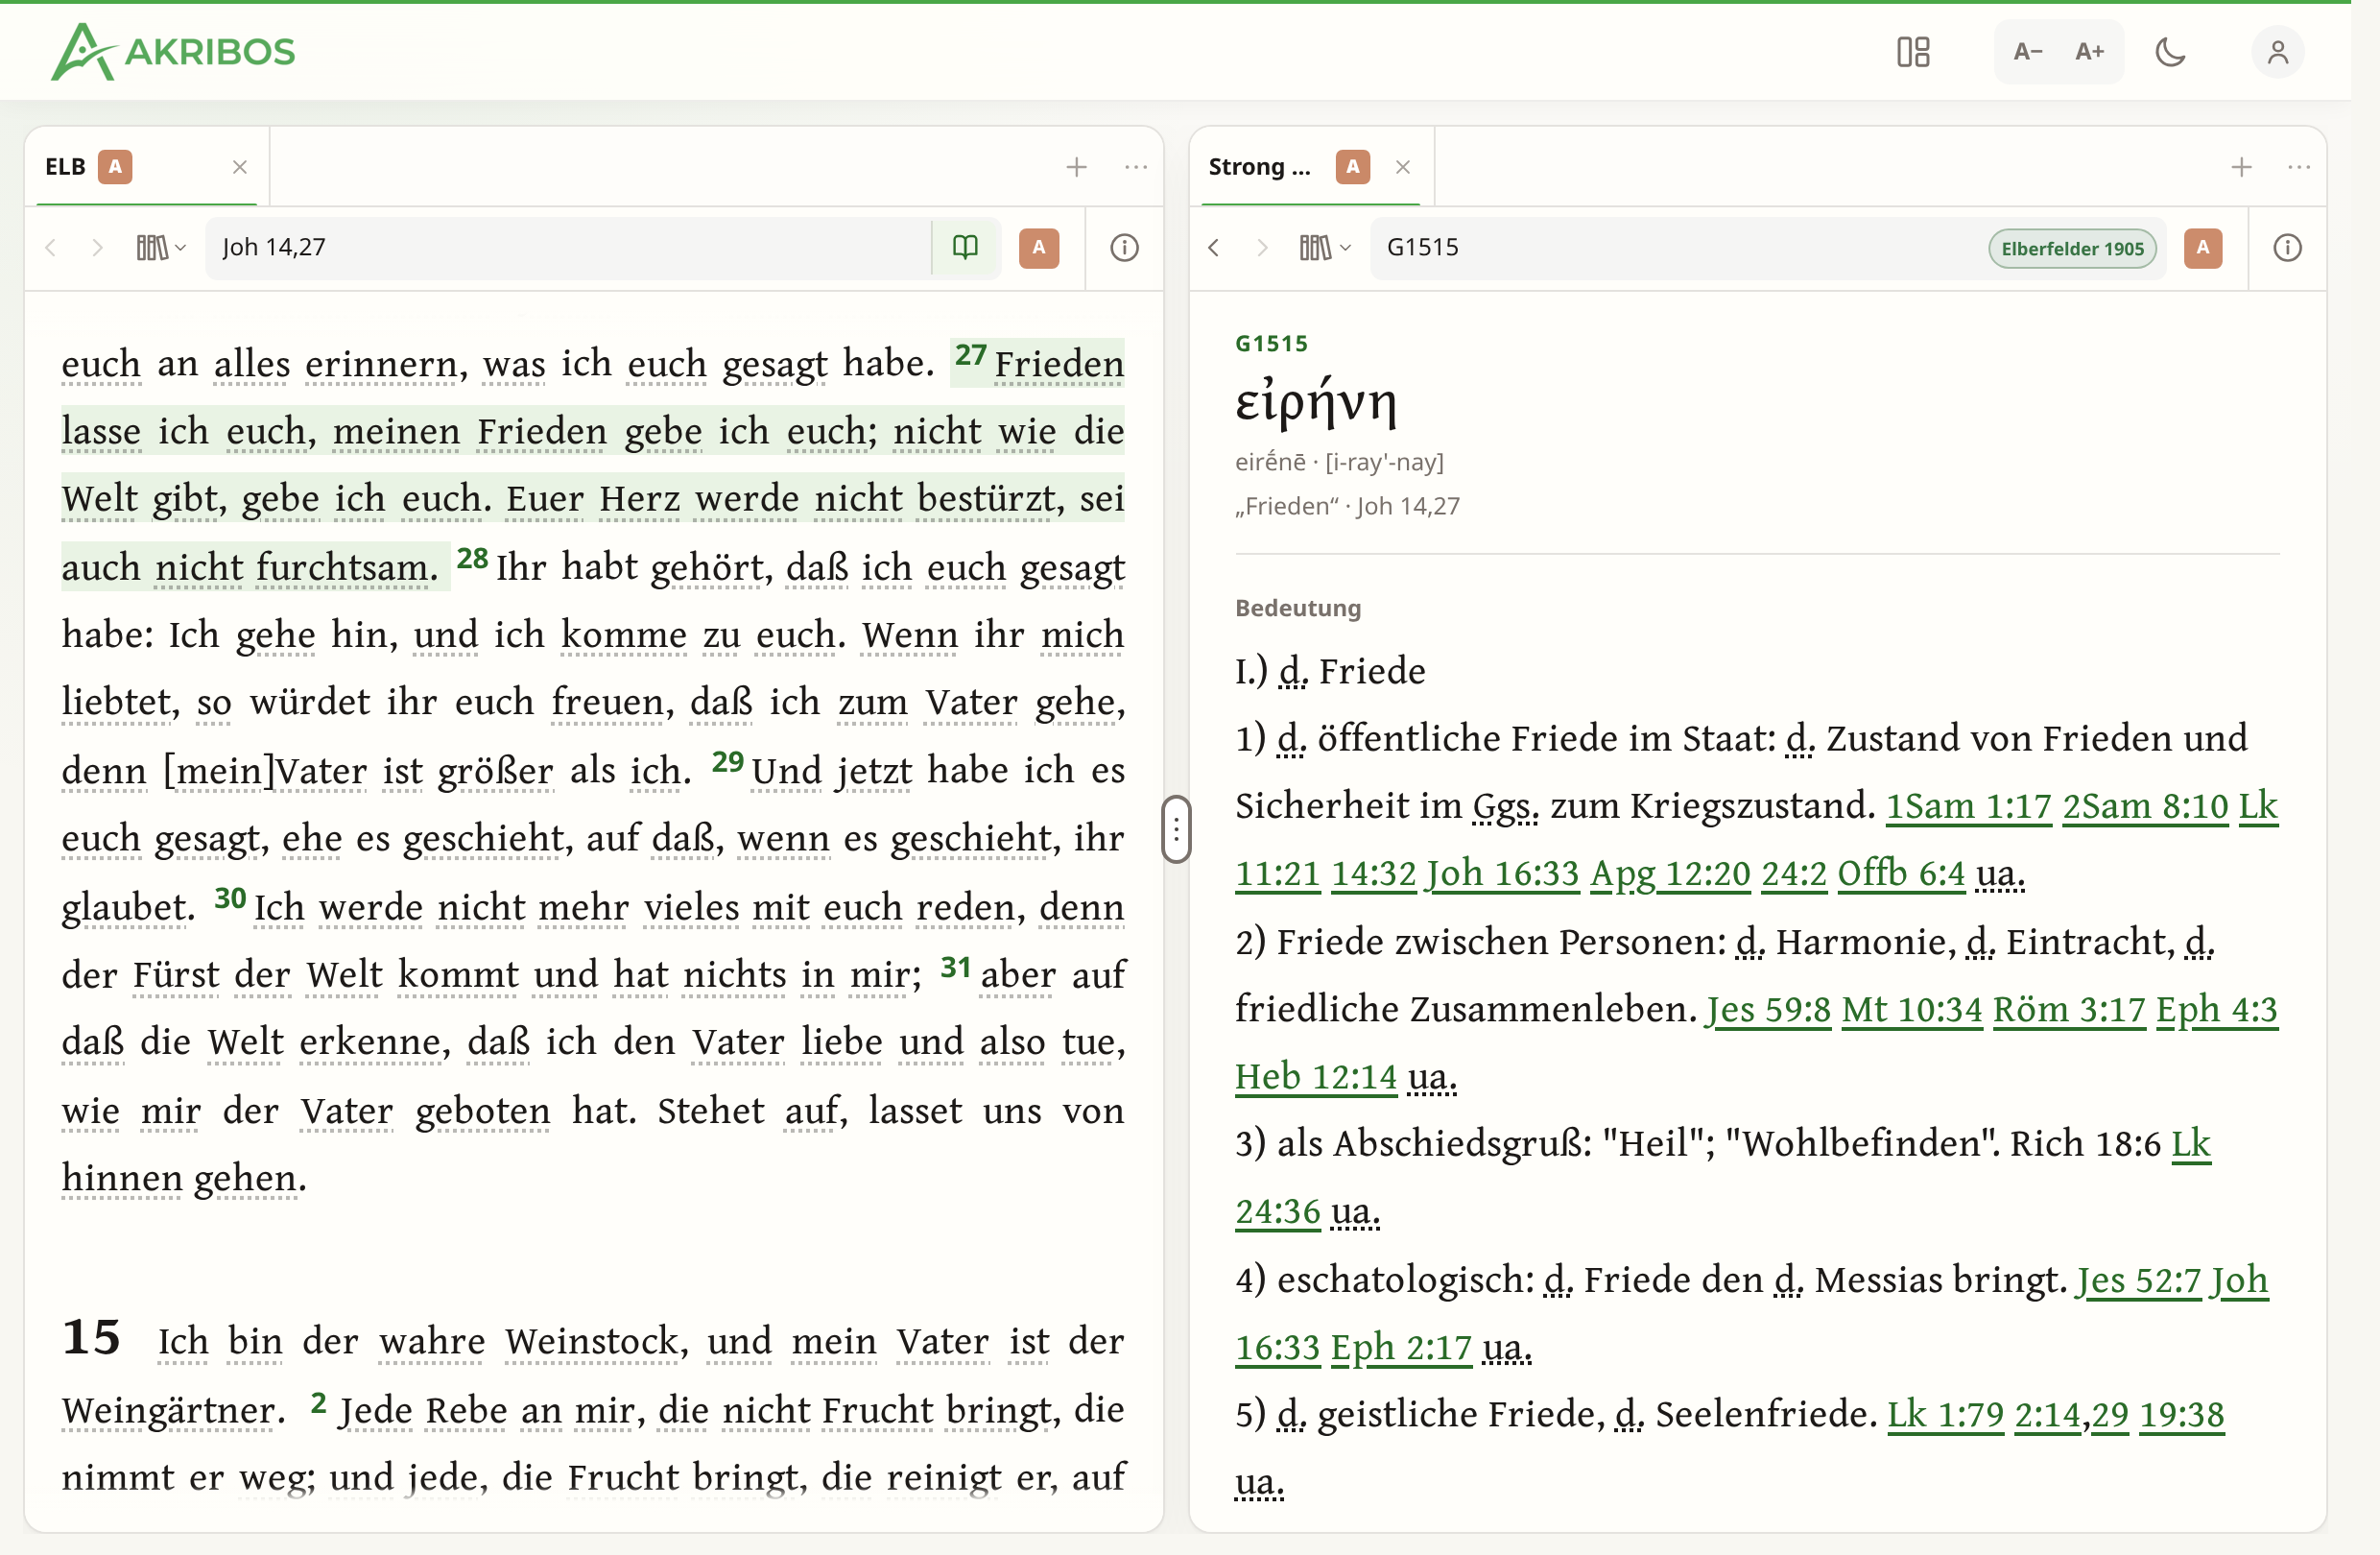 AKRIBOS
A− A+
ELB A
Joh 14,27 A
euch an alles erinnern, was ich euch gesagt habe. 27 Frieden
lasse ich euch, meinen Frieden gebe ich euch; nicht wie die
Welt gibt, gebe ich euch. Euer Herz werde nicht bestürzt, sei
auch nicht furchtsam. 28 Ihr habt gehört, daß ich euch gesagt
habe: Ich gehe hin, und ich komme zu euch. Wenn ihr mich
liebtet, so würdet ihr euch freuen, daß ich zum Vater gehe,
denn [mein]Vater ist größer als ich. 29 Und jetzt habe ich es
euch gesagt, ehe es geschieht, auf daß, wenn es geschieht, ihr
glaubet. 30 Ich werde nicht mehr vieles mit euch reden, denn
der Fürst der Welt kommt und hat nichts in mir; 31 aber auf
daß die Welt erkenne, daß ich den Vater liebe und also tue,
wie mir der Vater geboten hat. Stehet auf, lasset uns von
hinnen gehen.
15 Ich bin der wahre Weinstock, und mein Vater ist der
Weingärtner. 2 Jede Rebe an mir, die nicht Frucht bringt, die
nimmt er weg; und jede, die Frucht bringt, die reinigt er, auf
Strong ... A
G1515 Elberfelder 1905 A
G1515
εἰρήνη
eirḗnē · [i-ray'-nay]
„Frieden“ · Joh 14,27
Bedeutung
I.) d. Friede
1) d. öffentliche Friede im Staat: d. Zustand von Frieden und
Sicherheit im Ggs. zum Kriegszustand. 1Sam 1:17 2Sam 8:10 Lk
11:21 14:32 Joh 16:33 Apg 12:20 24:2 Offb 6:4 ua.
2) Friede zwischen Personen: d. Harmonie, d. Eintracht, d.
friedliche Zusammenleben. Jes 59:8 Mt 10:34 Röm 3:17 Eph 4:3
Heb 12:14 ua.
3) als Abschiedsgruß: "Heil"; "Wohlbefinden". Rich 18:6 Lk
24:36 ua.
4) eschatologisch: d. Friede den d. Messias bringt. Jes 52:7 Joh
16:33 Eph 2:17 ua.
5) d. geistliche Friede, d. Seelenfriede. Lk 1:79 2:14,29 19:38
ua.